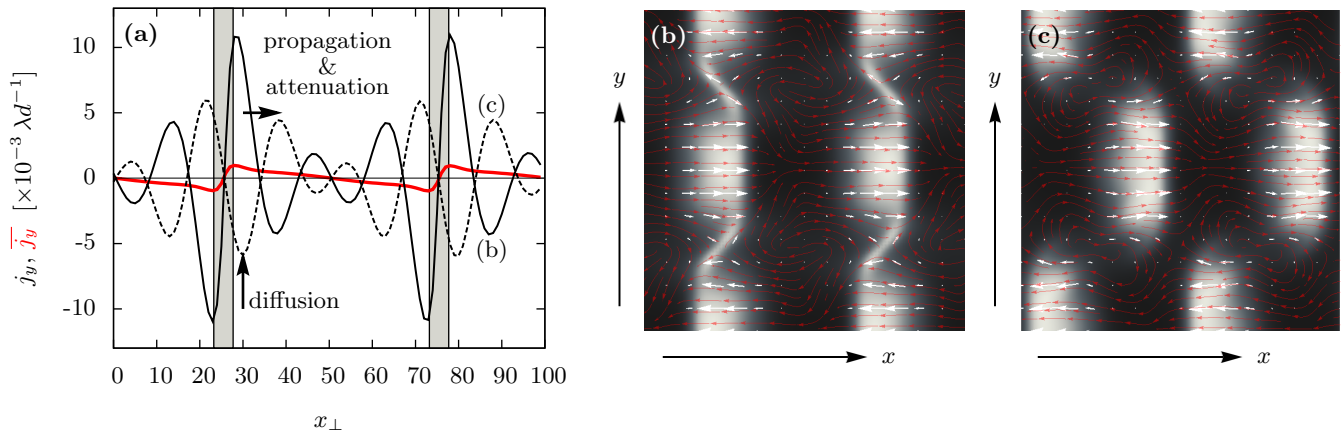 (a)
propagation
&
attenuation
(c)
(b)
diffusion
j_y, \overline{j_y} [×10^{-3} λd^{-1}]
10
5
0
-5
-10
0 10 20 30 40 50 60 70 80 90 100
x_⊥
(b)
y
x
(c)
y
x